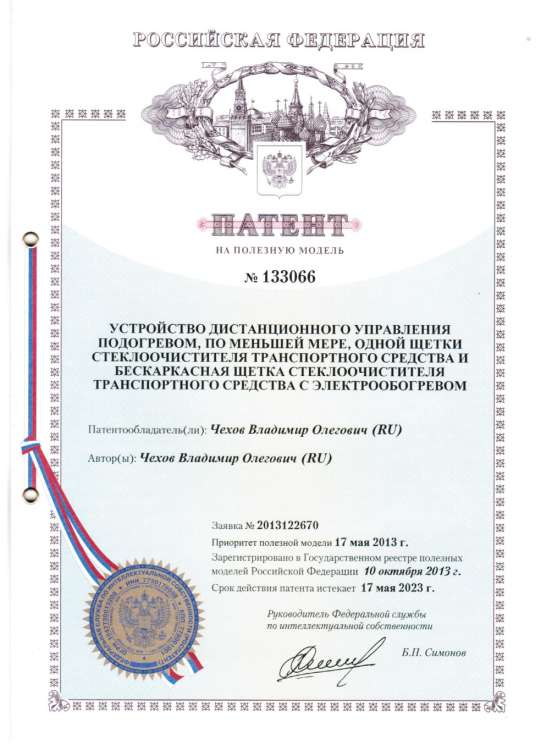 РОССИЙСКАЯ ФЕДЕРАЦИЯ
ПАТЕНТ
НА ПОЛЕЗНУЮ МОДЕЛЬ
№ 133066
УСТРОЙСТВО ДИСТАНЦИОННОГО УПРАВЛЕНИЯ
ПОДОГРЕВОМ, ПО МЕНЬШЕЙ МЕРЕ, ОДНОЙ ЩЕТКИ
СТЕКЛООЧИСТИТЕЛЯ ТРАНСПОРТНОГО СРЕДСТВА И
БЕСКАРКАСНАЯ ЩЕТКА СТЕКЛООЧИСТИТЕЛЯ
ТРАНСПОРТНОГО СРЕДСТВА С ЭЛЕКТРООБОГРЕВОМ
Патентообладатель(ли): Чехов Владимир Олегович (RU)
Автор(ы): Чехов Владимир Олегович (RU)
Заявка № 2013122670
Приоритет полезной модели 17 мая 2013 г.
Зарегистрировано в Государственном реестре полезных
моделей Российской Федерации 10 октября 2013 г.
Срок действия патента истекает 17 мая 2023 г.
Руководитель Федеральной службы
по интеллектуальной собственности
Б.П. Симонов